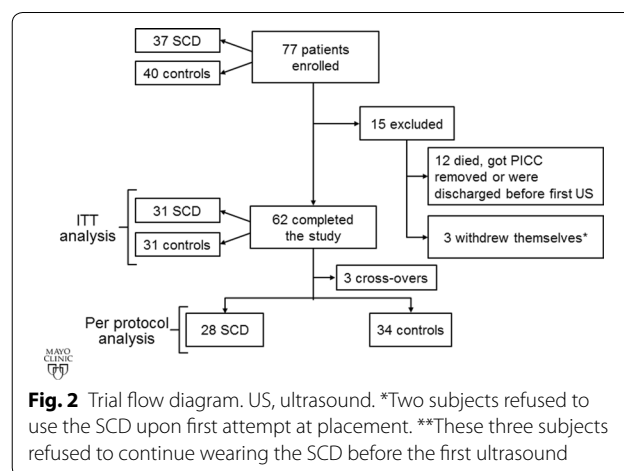 37 SCD
40 controls
77 patients
enrolled
15 excluded
12 died, got PICC
removed or were
discharged before first US
3 withdrew themselves*
ITT
analysis
31 SCD
31 controls
62 completed
the study
3 cross-overs
Per protocol
analysis
28 SCD
34 controls
MAYO
CLINIC
Fig. 2 Trial flow diagram. US, ultrasound. *Two subjects refused to
use the SCD upon first attempt at placement. **These three subjects
refused to continue wearing the SCD before the first ultrasound